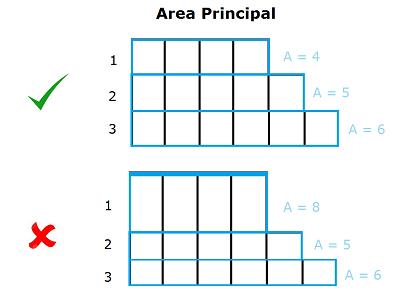 Area Principal
1
A = 4
2
A = 5
3
A = 6
1
A = 8
2
A = 5
3
A = 6